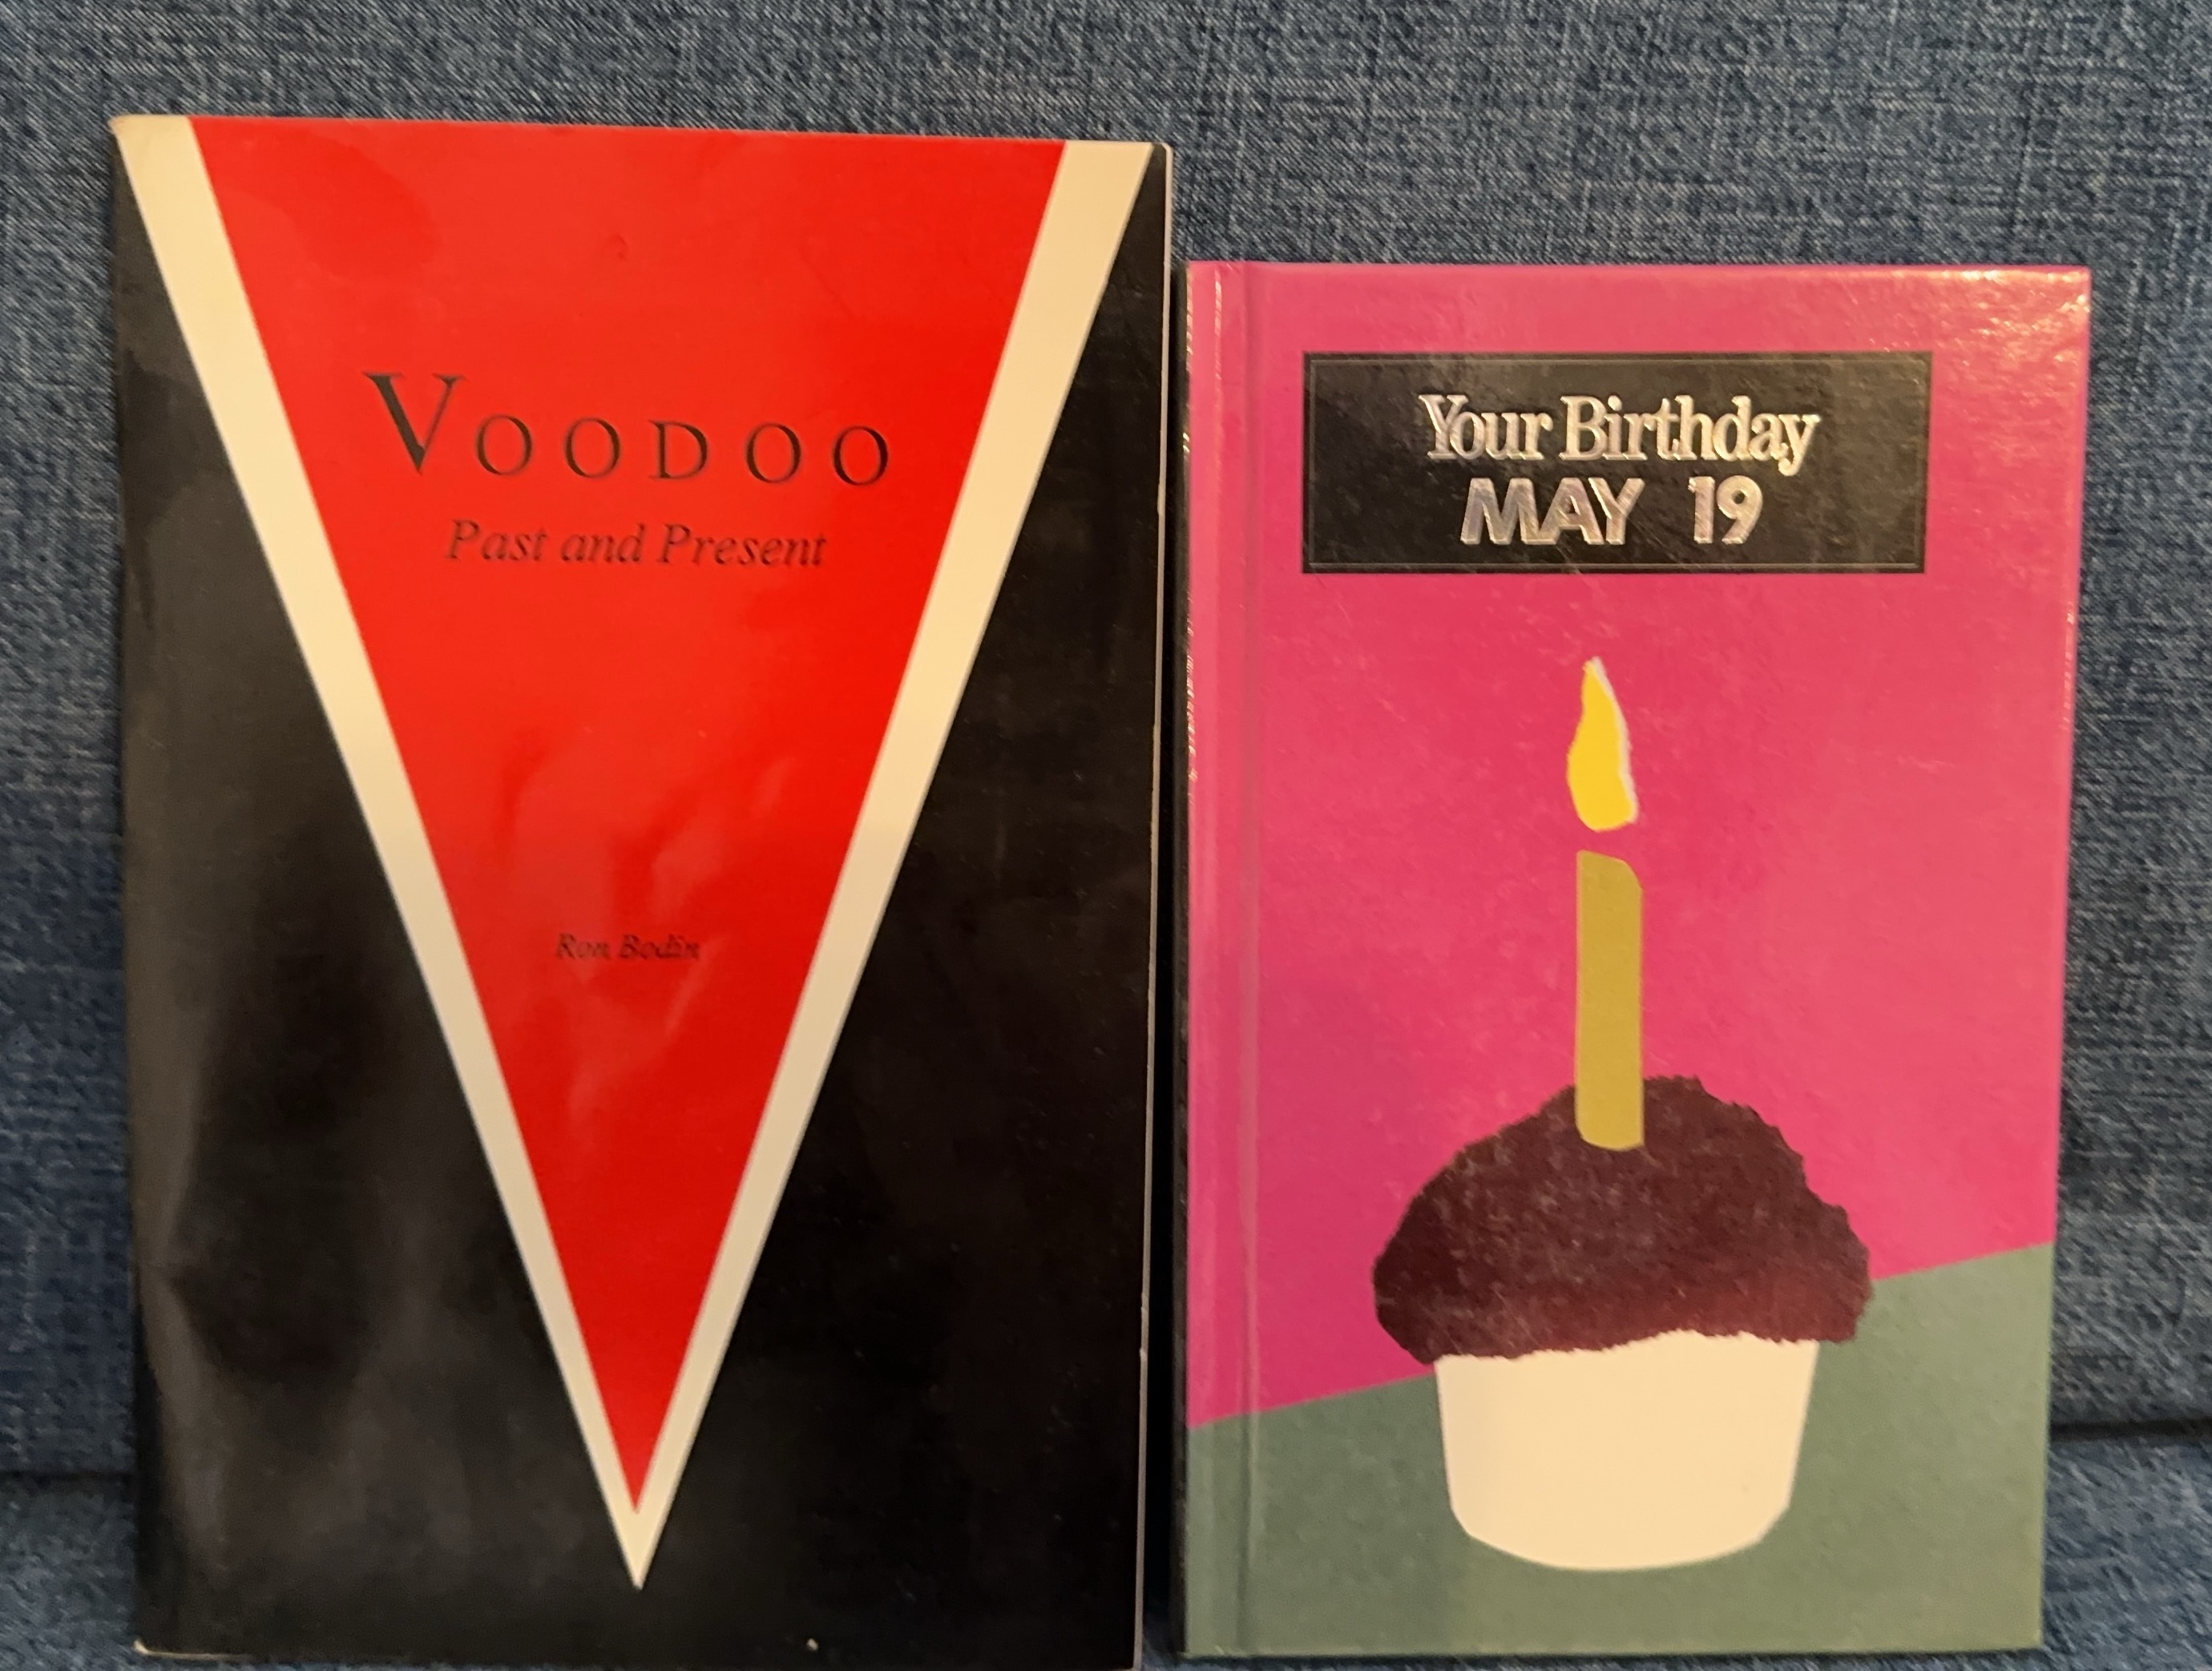 VOODOO
Past and Present
Ron Bodin
Your Birthday
MAY 19